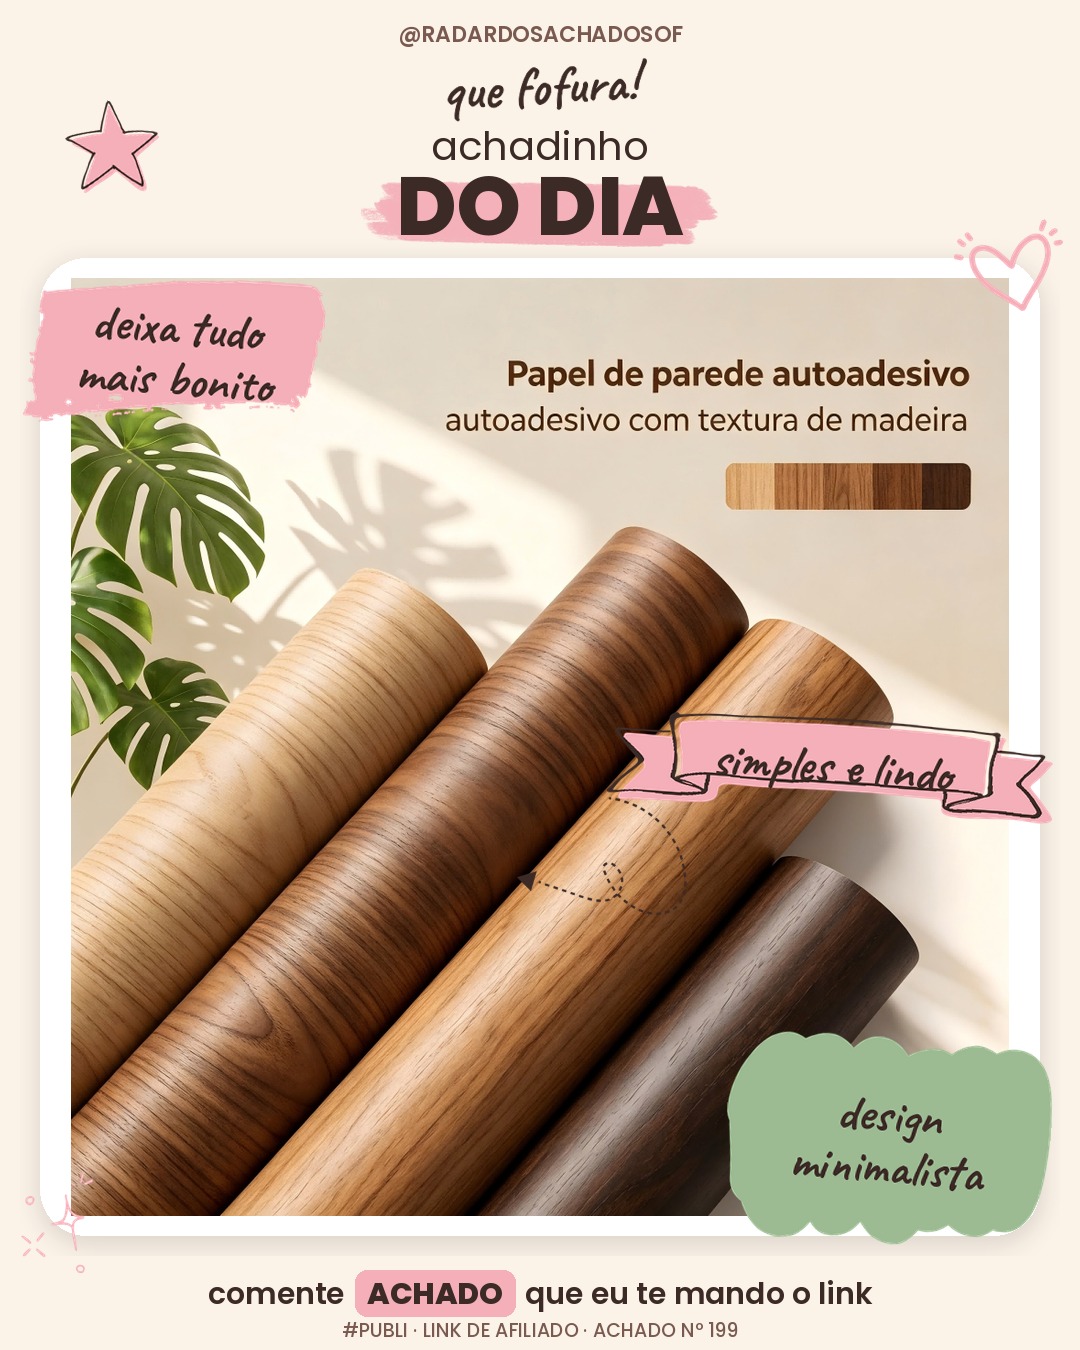 @RADARDOSACHADOSOF
que fofura!
achadinho
DO DIA
deixa tudo
mais bonito
Papel de parede autoadesivo
autoadesivo com textura de madeira
simples e lindo
design
minimalista
comente ACHADO que eu te mando o link
#PUBLI · LINK DE AFILIADO · ACHADO Nº 199